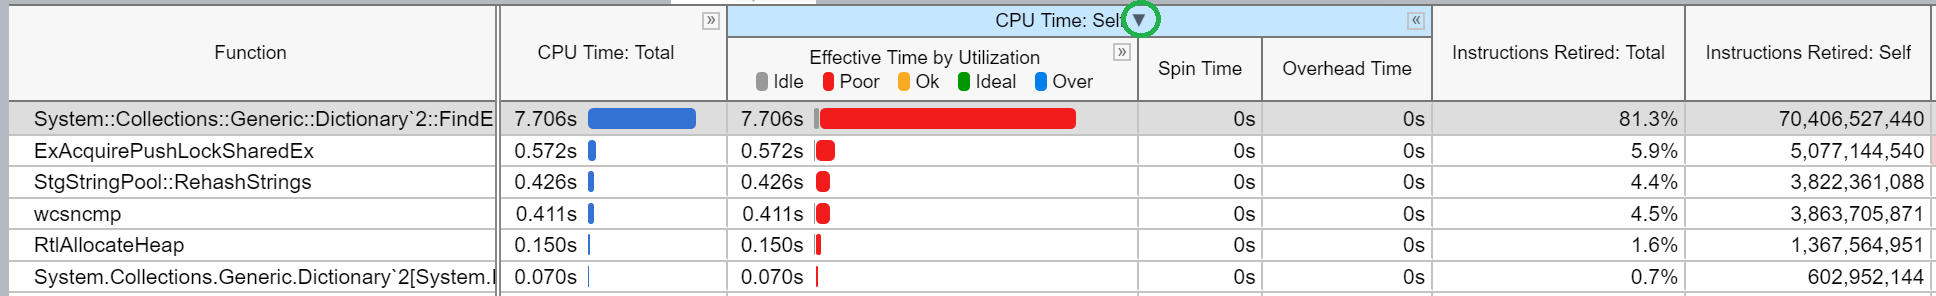 Function
CPU Time: Total
»
CPU Time: Self ▼
«
Effective Time by Utilization
»
Idle Poor Ok Ideal Over
Spin Time
Overhead Time
Instructions Retired: Total
Instructions Retired: Self
System::Collections::Generic::Dictionary`2::FindE 7.706s 7.706s 0s 0s 81.3% 70,406,527,440
ExAcquirePushLockSharedEx 0.572s 0.572s 0s 0s 5.9% 5,077,144,540
StgStringPool::RehashStrings 0.426s 0.426s 0s 0s 4.4% 3,822,361,088
wcsncmp 0.411s 0.411s 0s 0s 4.5% 3,863,705,871
RtlAllocateHeap 0.150s 0.150s 0s 0s 1.6% 1,367,564,951
System.Collections.Generic.Dictionary`2[System. 0.070s 0.070s 0s 0s 0.7% 602,952,144